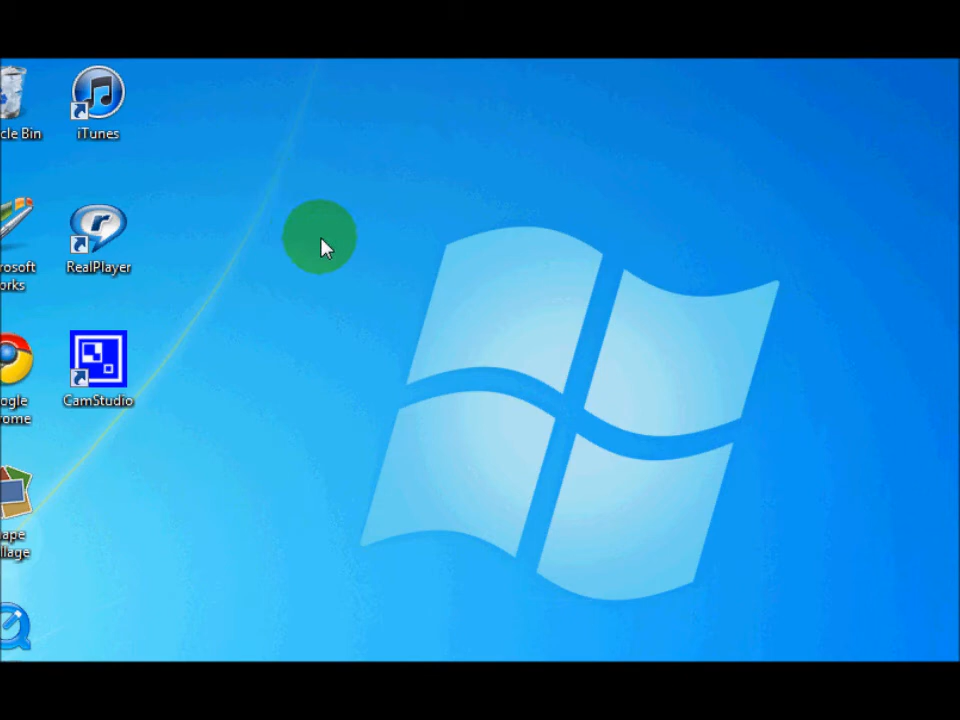 cle Bin
iTunes
rosoft
orks
RealPlayer
ogle
ome
CamStudio
ape
llage